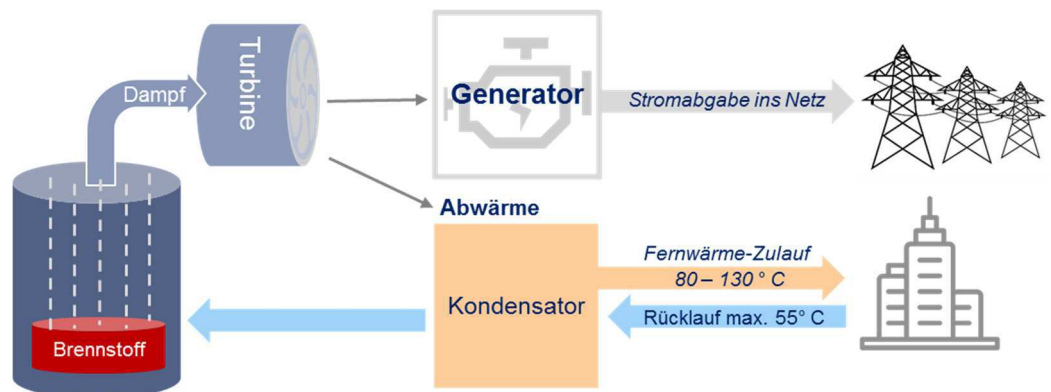 Turbine
Dampf
Generator
Stromabgabe ins Netz
Abwärme
Fernwärme-Zulauf
80 – 130 ° C
Kondensator
Rücklauf max. 55° C
Brennstoff